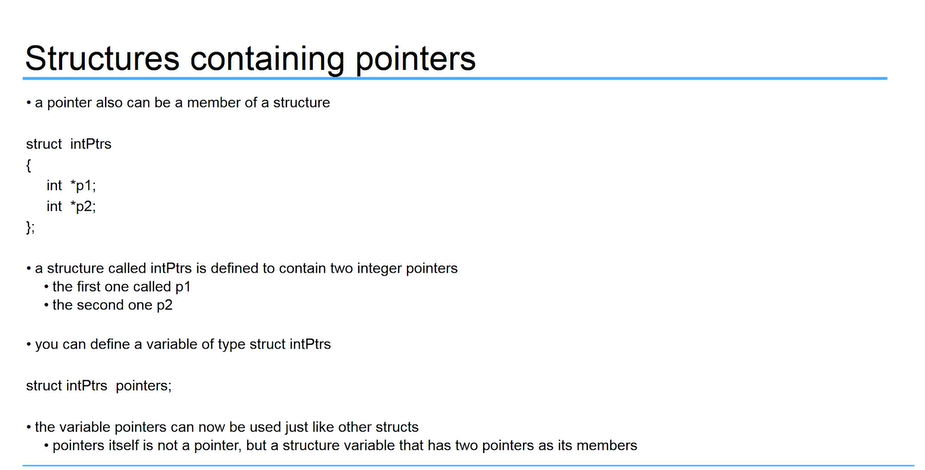 Structures containing pointers
• a pointer also can be a member of a structure
struct intPtrs
{
int *p1;
int *p2;
};
• a structure called intPtrs is defined to contain two integer pointers
• the first one called p1
• the second one p2
• you can define a variable of type struct intPtrs
struct intPtrs pointers;
• the variable pointers can now be used just like other structs
• pointers itself is not a pointer, but a structure variable that has two pointers as its members